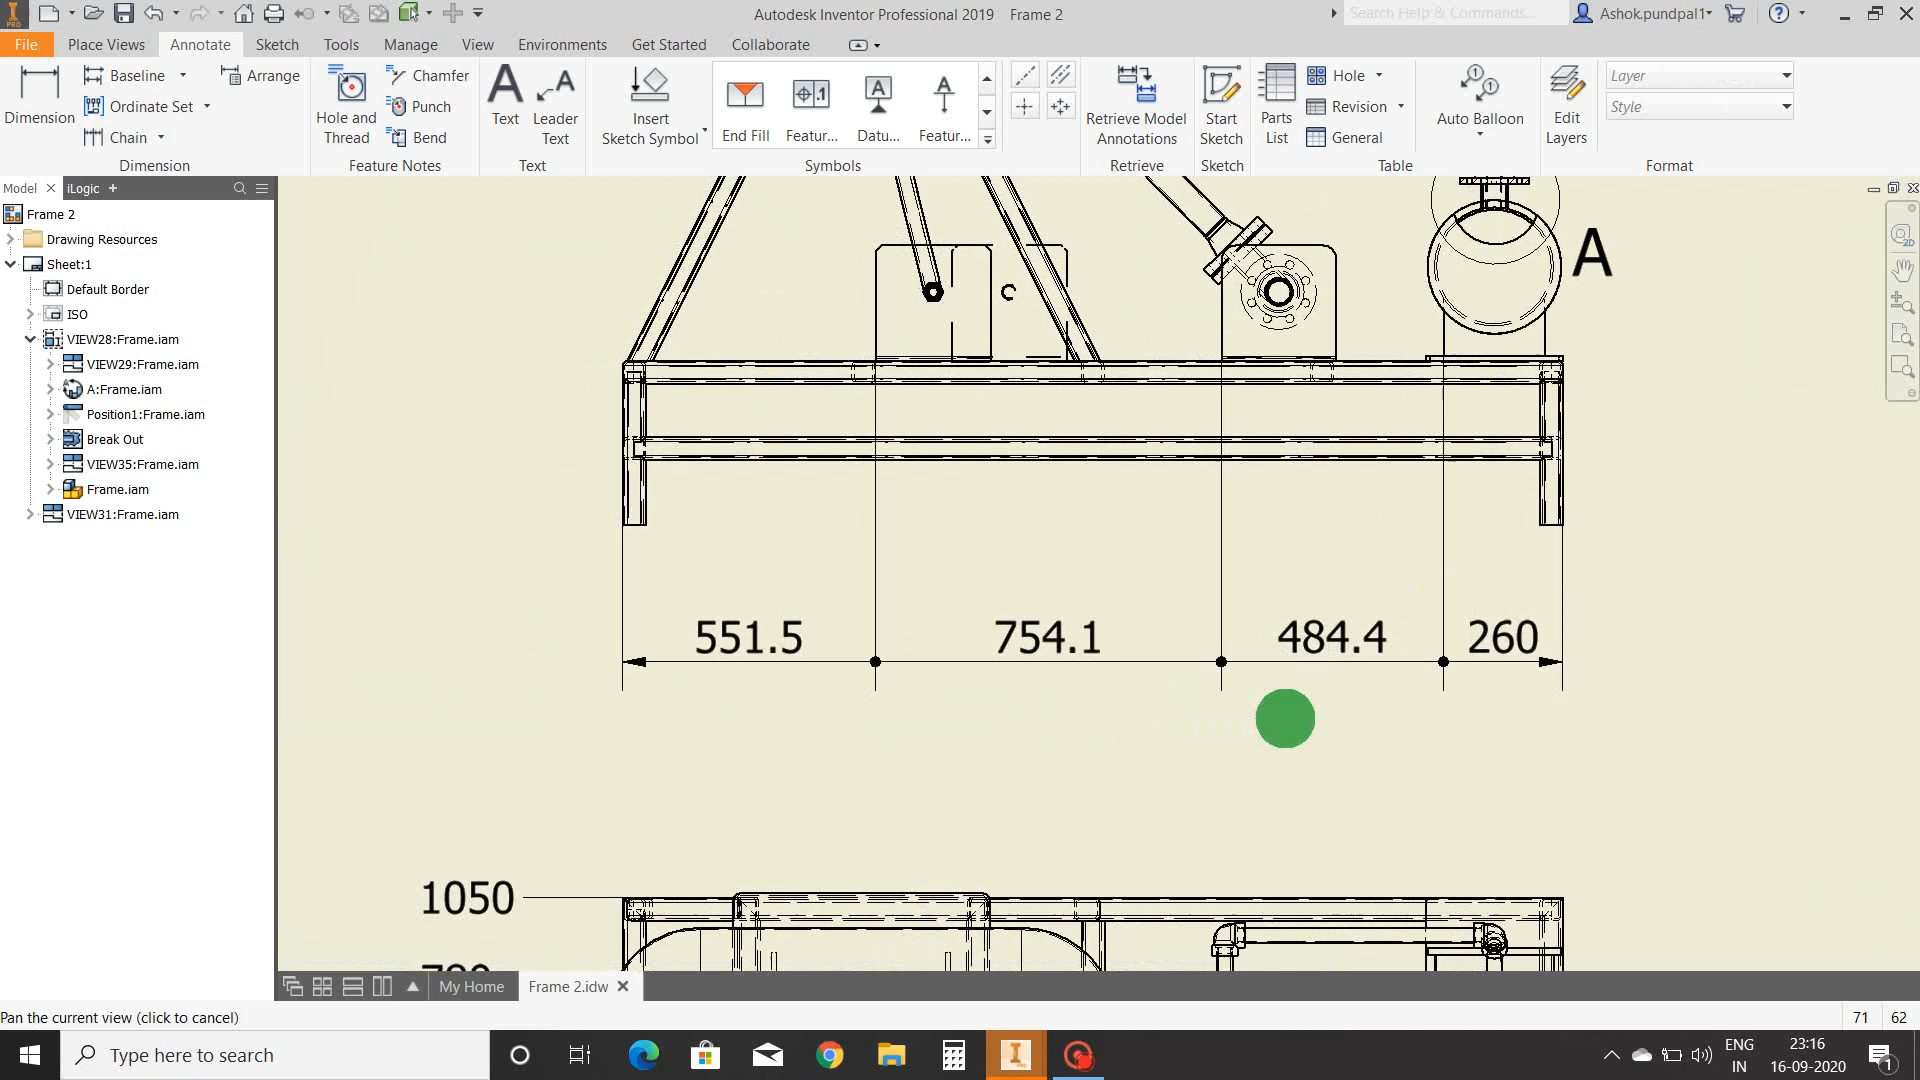 Autodesk Inventor Professional 2019 Frame 2
Search Help & Commands...
Ashok.pundpal1
PRO
File Place Views Annotate Sketch Tools Manage View Environments Get Started Collaborate
Dimension
Baseline
Ordinate Set
Chain
Arrange
Dimension
Hole and Thread
Chamfer
Punch
Bend
Feature Notes
Text
Leader Text
Text
Insert Sketch Symbol
End Fill
Featur...
Datu...
Featur...
Symbols
Retrieve Model Annotations
Retrieve
Start Sketch
Sketch
Parts List
Hole
Revision
General
Table
Auto Balloon
Edit Layers
Layer
Style
Format
Model
iLogic
Frame 2
Drawing Resources
Sheet:1
Default Border
ISO
VIEW28:Frame.iam
VIEW29:Frame.iam
A:Frame.iam
Position1:Frame.iam
Break Out
VIEW35:Frame.iam
Frame.iam
VIEW31:Frame.iam
A
551.5 754.1 484.4 260
1050
My Home
Frame 2.idw
Pan the current view (click to cancel)
71 62
Type here to search
ENG
IN
23:16
16-09-2020
1